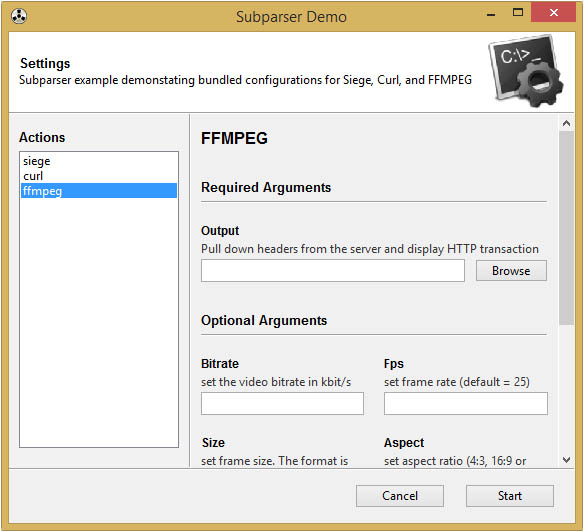 Subparser Demo
Settings
Subparser example demonstating bundled configurations for Siege, Curl, and FFMPEG
C:\>_
Actions
siege
curl
ffmpeg
FFMPEG
Required Arguments
Output
Pull down headers from the server and display HTTP transaction
Browse
Optional Arguments
Bitrate
set the video bitrate in kbit/s
Fps
set frame rate (default = 25)
Size
set frame size. The format is
Aspect
set aspect ratio (4:3, 16:9 or
Cancel
Start